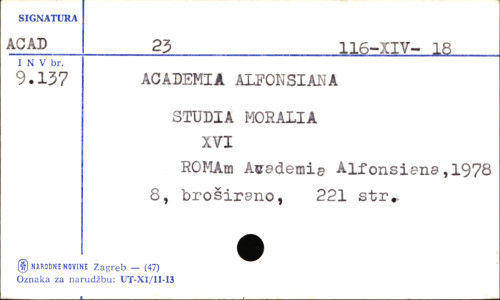 SIGNATURA
ACAD 23 116-XIV- 18
INV br.
9.137 ACADEMIA ALFONSIANA
STUDIA MORALIA
XVI
ROMAm Academia Alfonsiana,1978
8, broširano, 221 str.
NARODNE NOVINE Zagreb — (47)
Oznaka za narudžbu: UT-XI/11-13